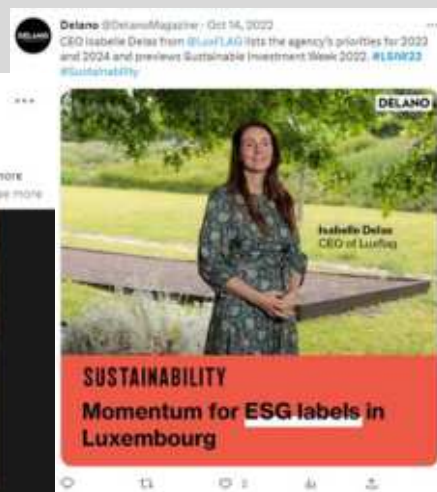 DELANO
Delano @DelanoMagazine · Oct 14, 2022
CEO Isabelle Delas from @LuxFLAG lists the agency's priorities for 2023
and 2024 and previews Sustainable Investment Week 2022.
#Sustainability
DELANO
Isabelle Delas
CEO of Luxflag
SUSTAINABILITY
Momentum for ESG labels in
Luxembourg
more